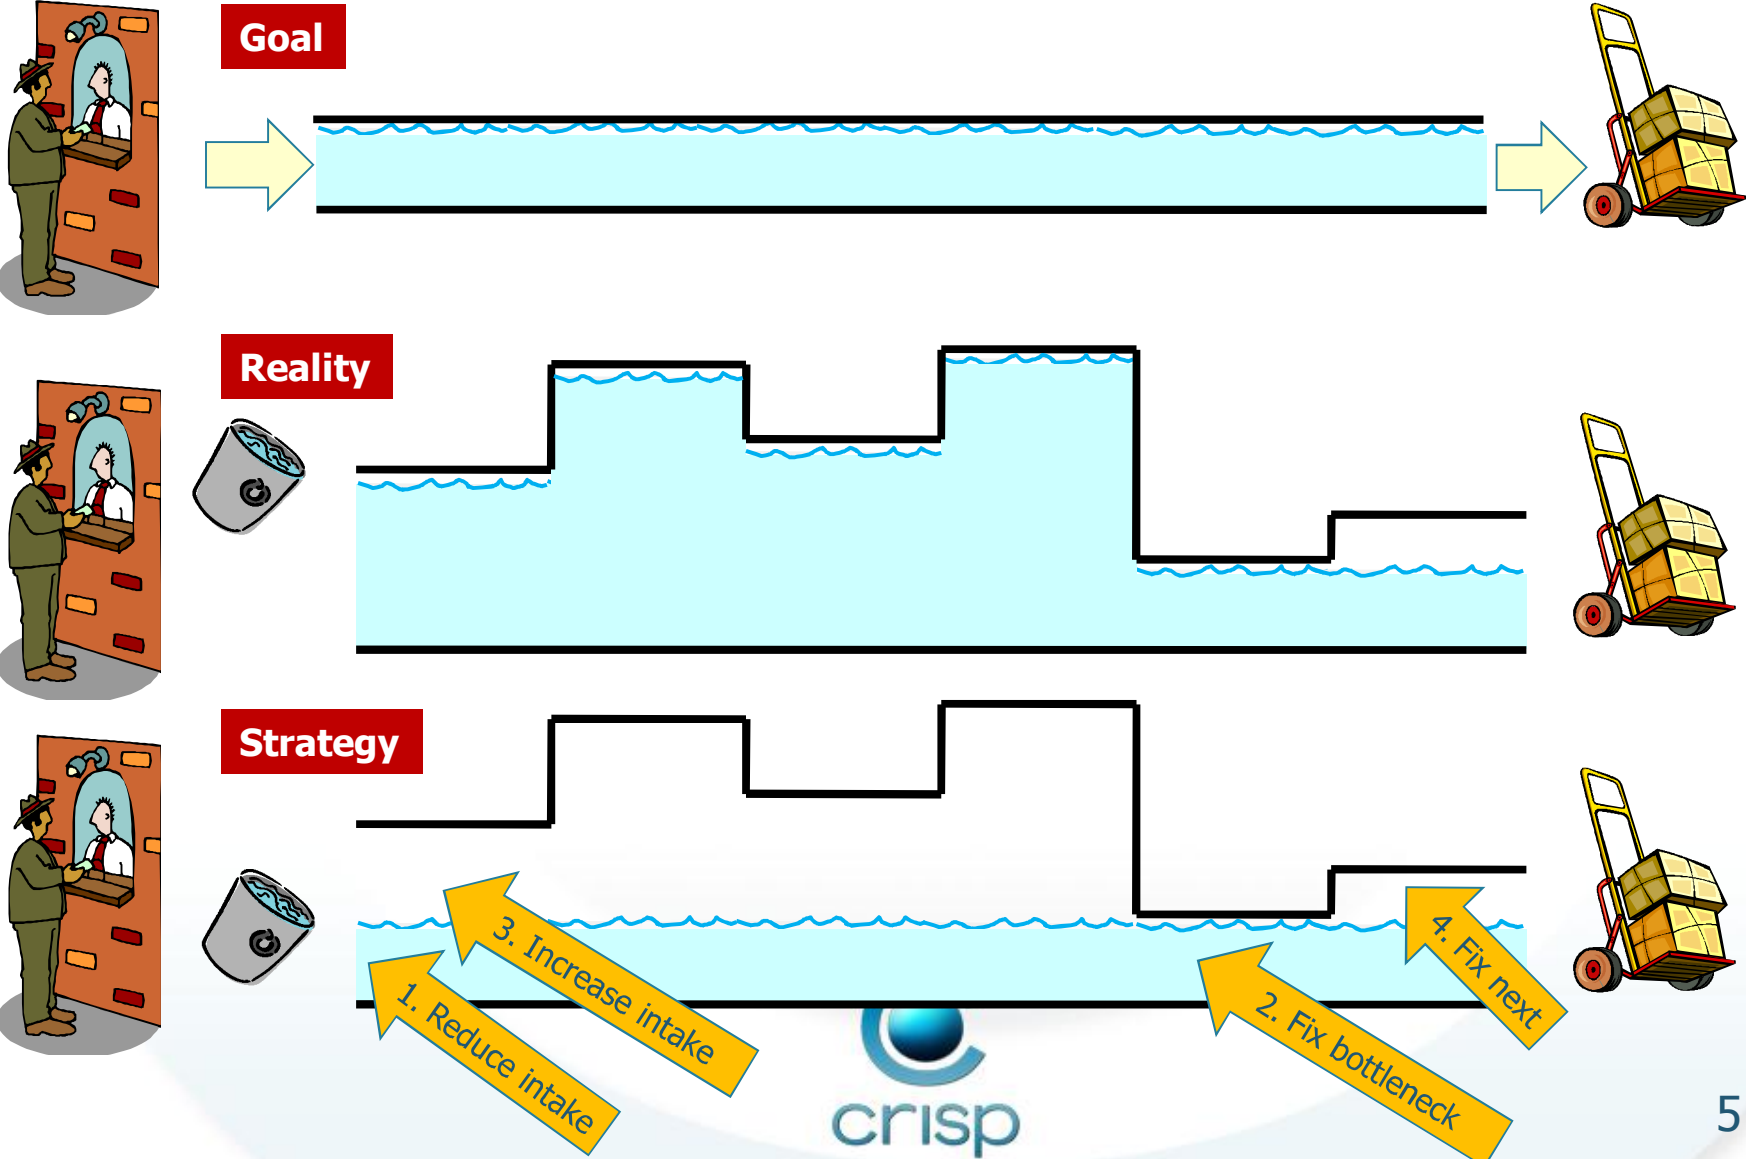 Goal
Reality
Strategy
3. Increase intake
1. Reduce intake
2. Fix bottleneck
4. Fix next
crisp
5